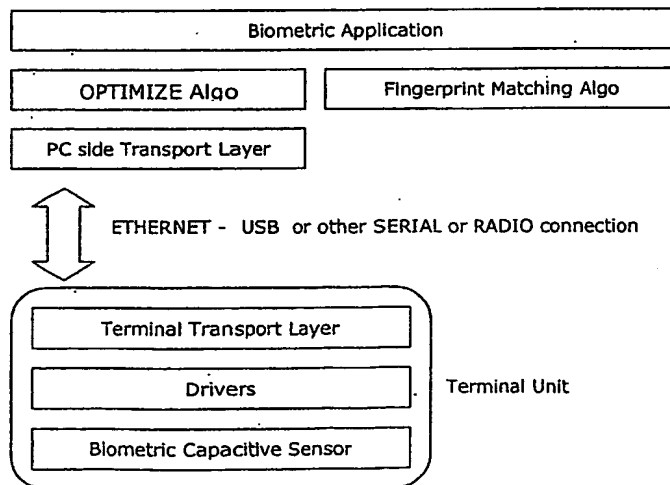 Biometric Application
OPTIMIZE Algo
Fingerprint Matching Algo
PC side Transport Layer
ETHERNET - USB or other SERIAL or RADIO connection
Terminal Transport Layer
Drivers
Terminal Unit
Biometric Capacitive Sensor